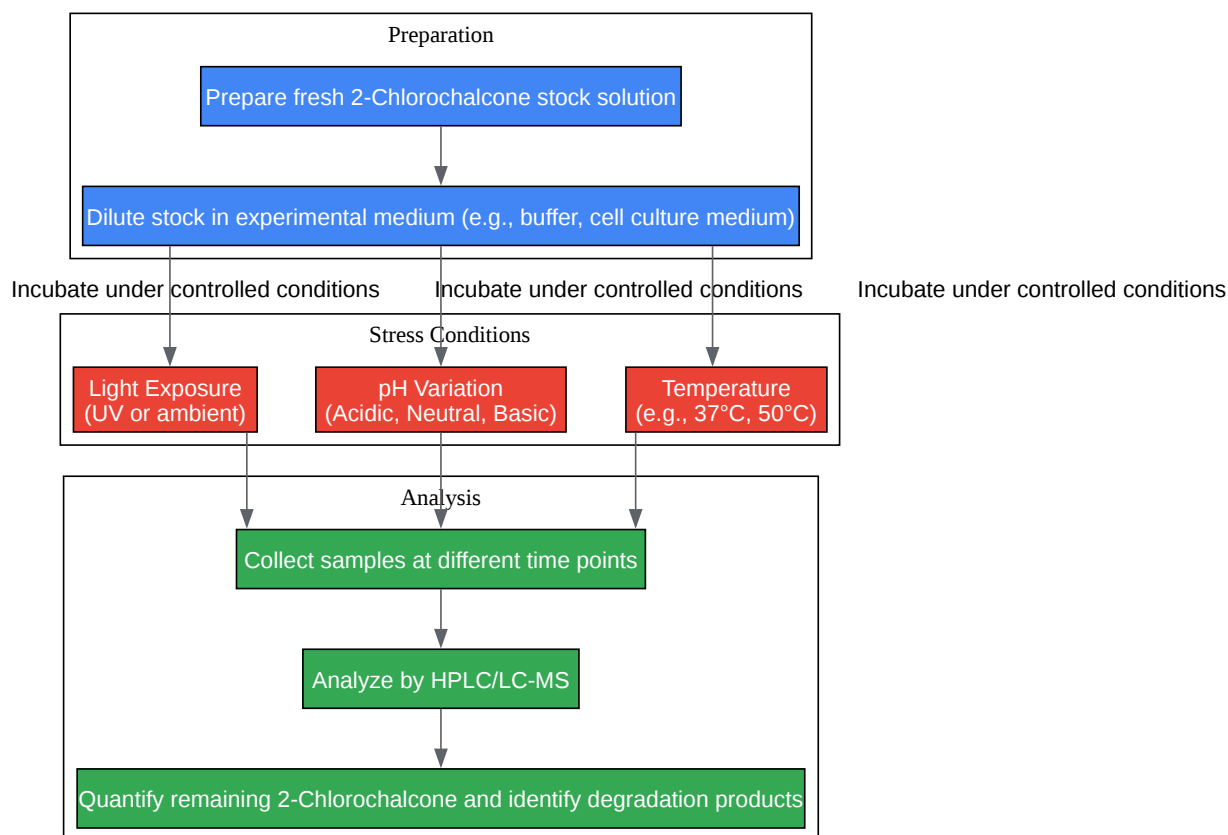 Preparation
Prepare fresh 2-Chlorochalcone stock solution
Dilute stock in experimental medium (e.g., buffer, cell culture medium)
Incubate under controlled conditions
Incubate under controlled conditions
Incubate under controlled conditions
Stress Conditions
Light Exposure
(UV or ambient)
pH Variation
(Acidic, Neutral, Basic)
Temperature
(e.g., 37°C, 50°C)
Analysis
Collect samples at different time points
Analyze by HPLC/LC-MS
Quantify remaining 2-Chlorochalcone and identify degradation products